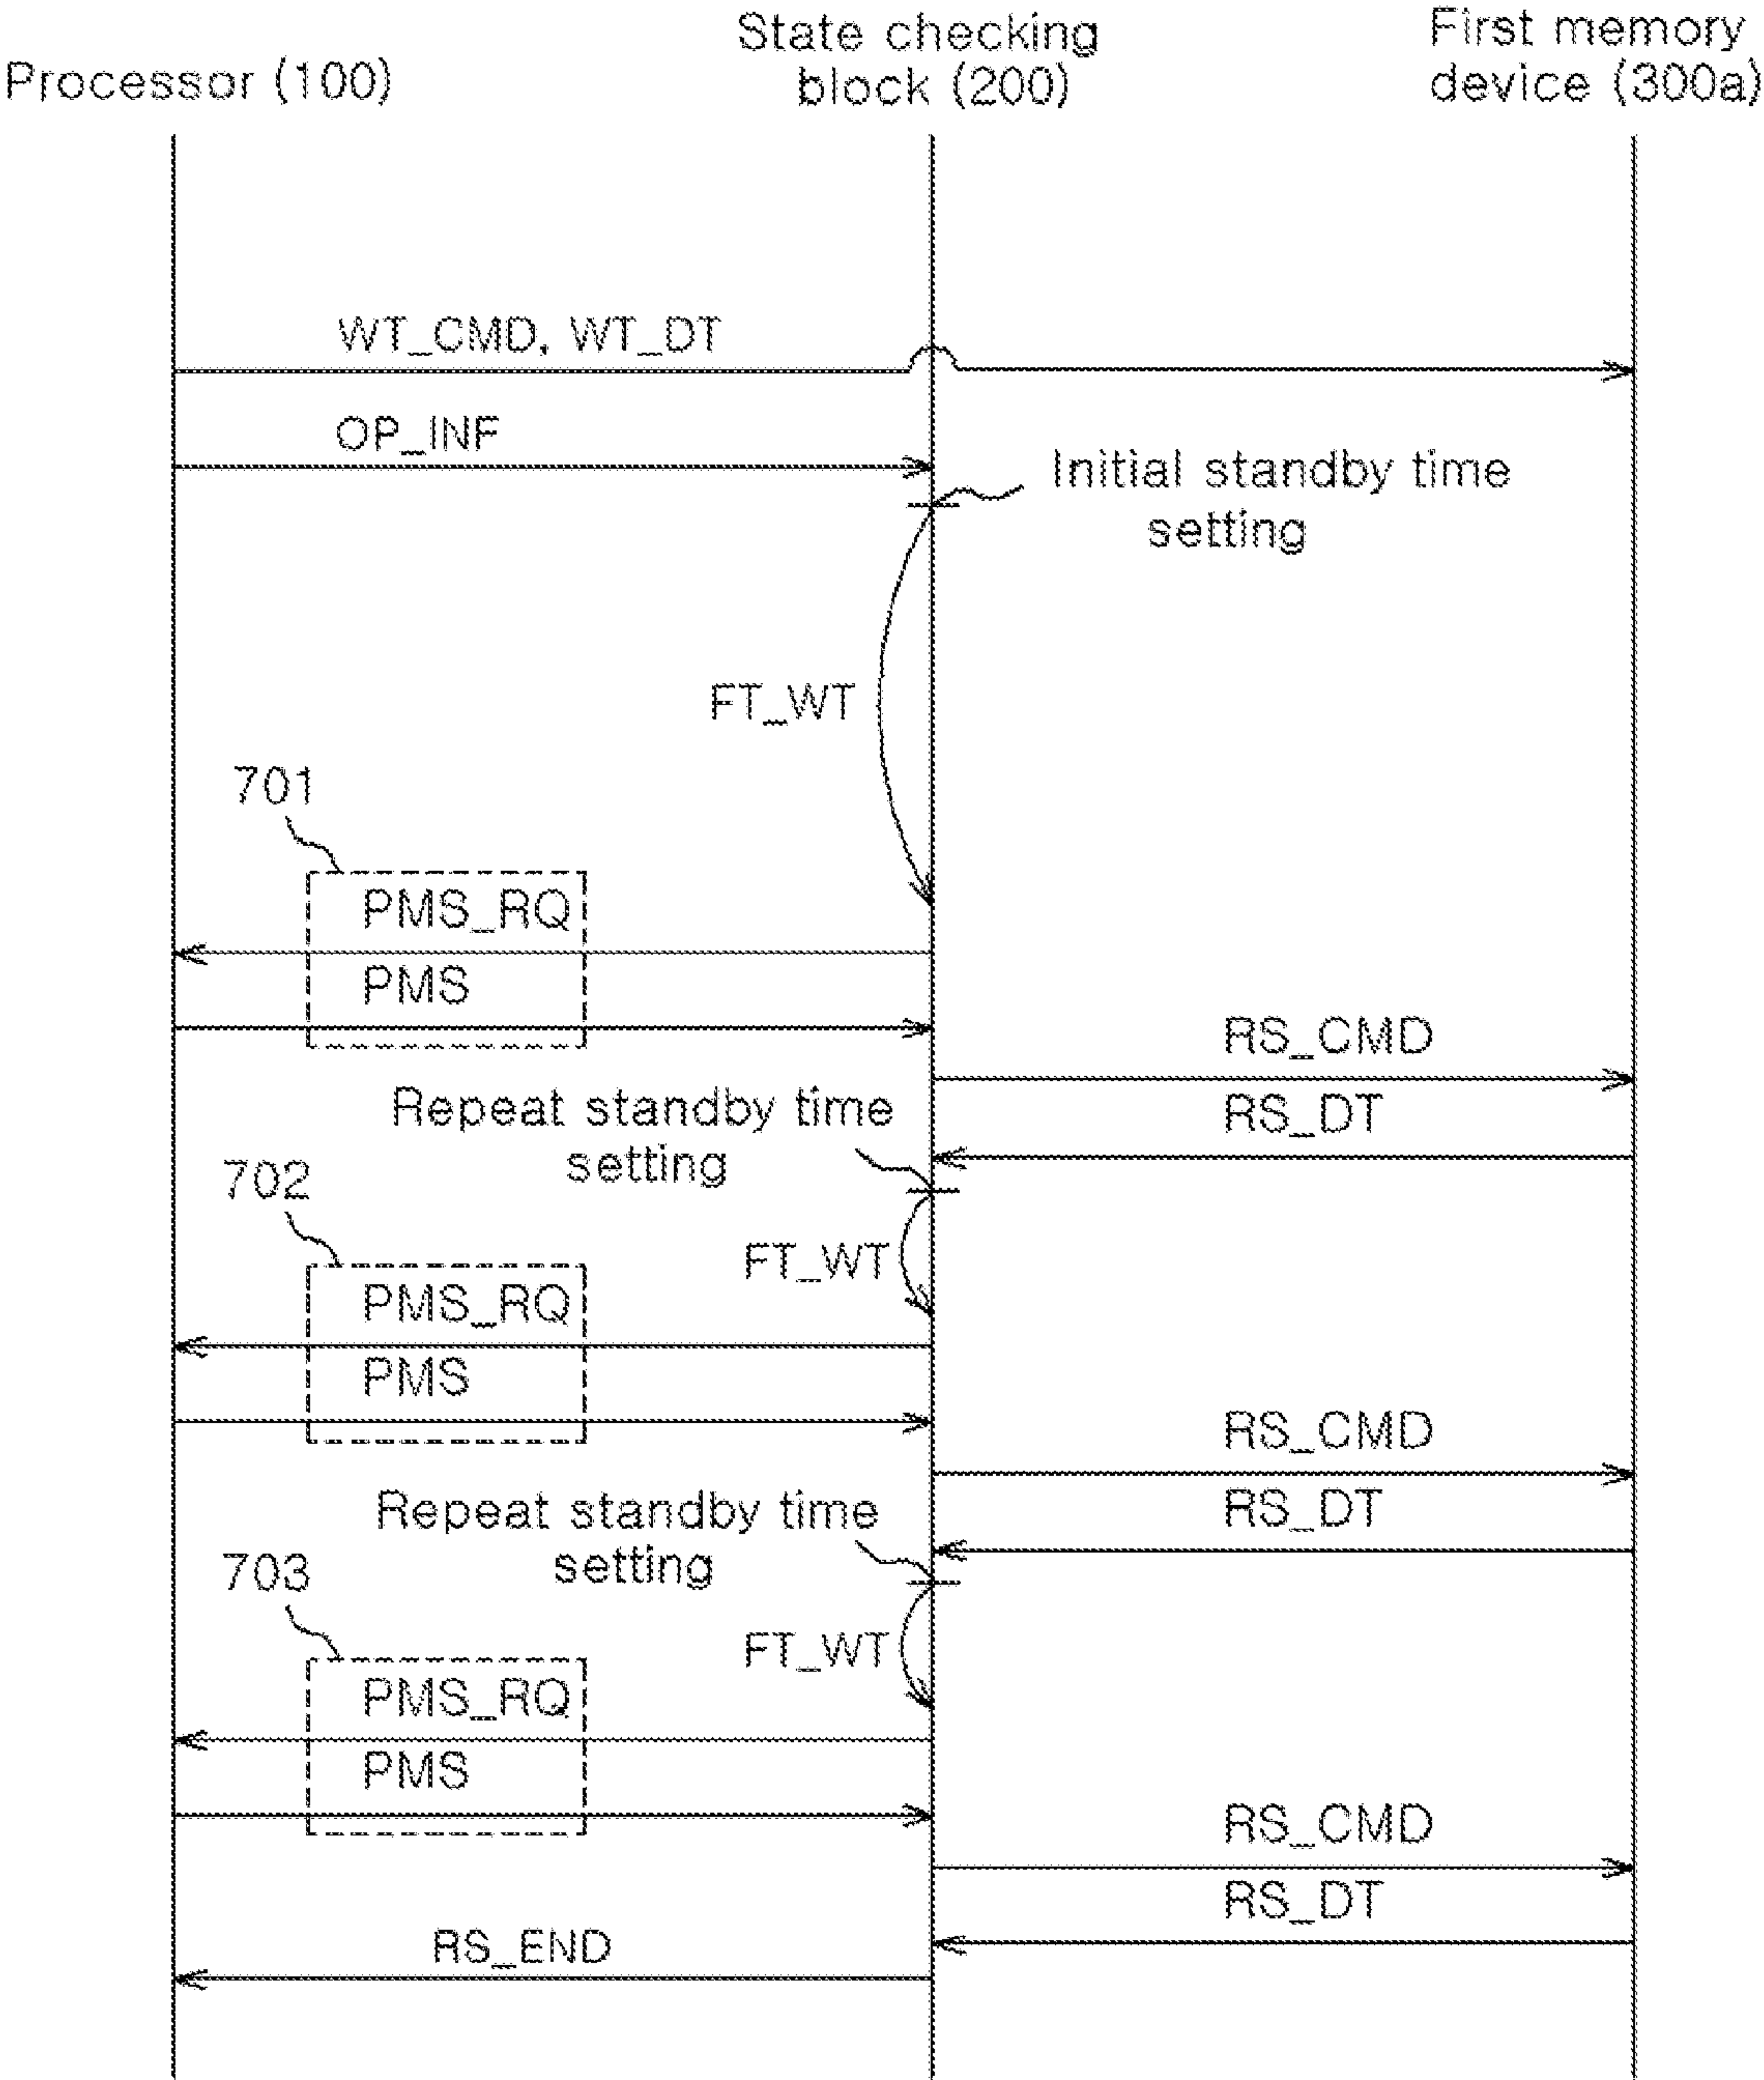 Processor (100)
State checking
block (200)
First memory
device (300a)
WT_CMD, WT_DT
OP_INF
Initial standby time
setting
FT_WT
701
PMS_RQ
PMS
RS_CMD
RS_DT
Repeat standby time
setting
702
FT_WT
PMS_RQ
PMS
RS_CMD
RS_DT
Repeat standby time
setting
703
FT_WT
PMS_RQ
PMS
RS_CMD
RS_DT
RS_END